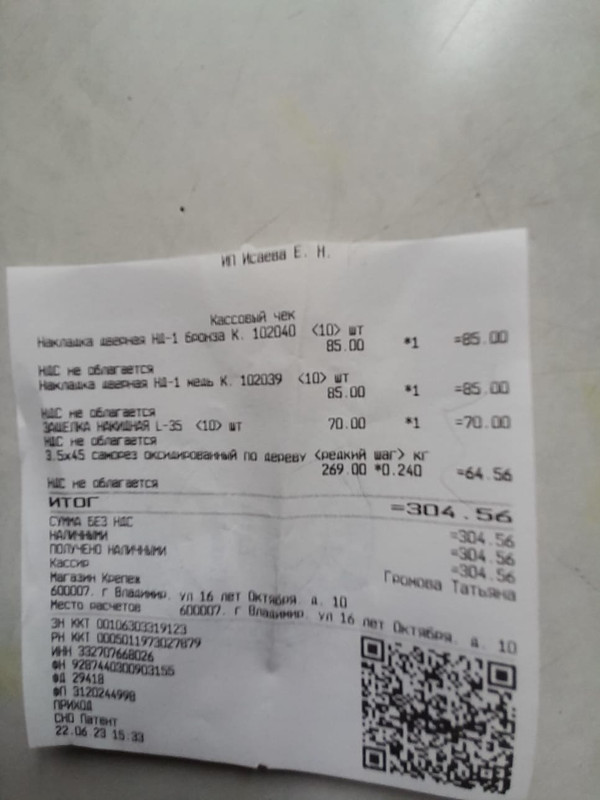 ИП Исаева Е. Н.
Кассовый чек
Накладка дверная НД-1 бронза К. 102040 <10> шт
85.00 *1 =85.00
НДС не облагается
Накладка дверная НД-1 медь К. 102039 <10> шт
85.00 *1 =85.00
НДС не облагается
ЗАЩЕЛКА НАКИДНАЯ L-35 <10> шт 70.00 *1 =70.00
НДС не облагается
3.5х45 саморез оксидированный по дереву <редкий шаг> кг
269.00 *0.240 =64.56
НДС не облагается
ИТОГ =304.56
СУММА БЕЗ НДС =304.56
НАЛИЧНЫМИ =304.56
ПОЛУЧЕНО НАЛИЧНЫМИ =304.56
Кассир Громова Татьяна
Магазин Крепеж
600007. г Владимир. ул 16 лет Октября. д. 10
Место расчетов 600007. г Владимир. ул 16 лет Октября. д. 10
ЗН ККТ 00106303319123
РН ККТ 0005011973027879
ИНН 332707668026
ФН 9287440300903155
ФД 29418
ФП 3120244998
ПРИХОД
СНО Патент
22.06.23 15:33